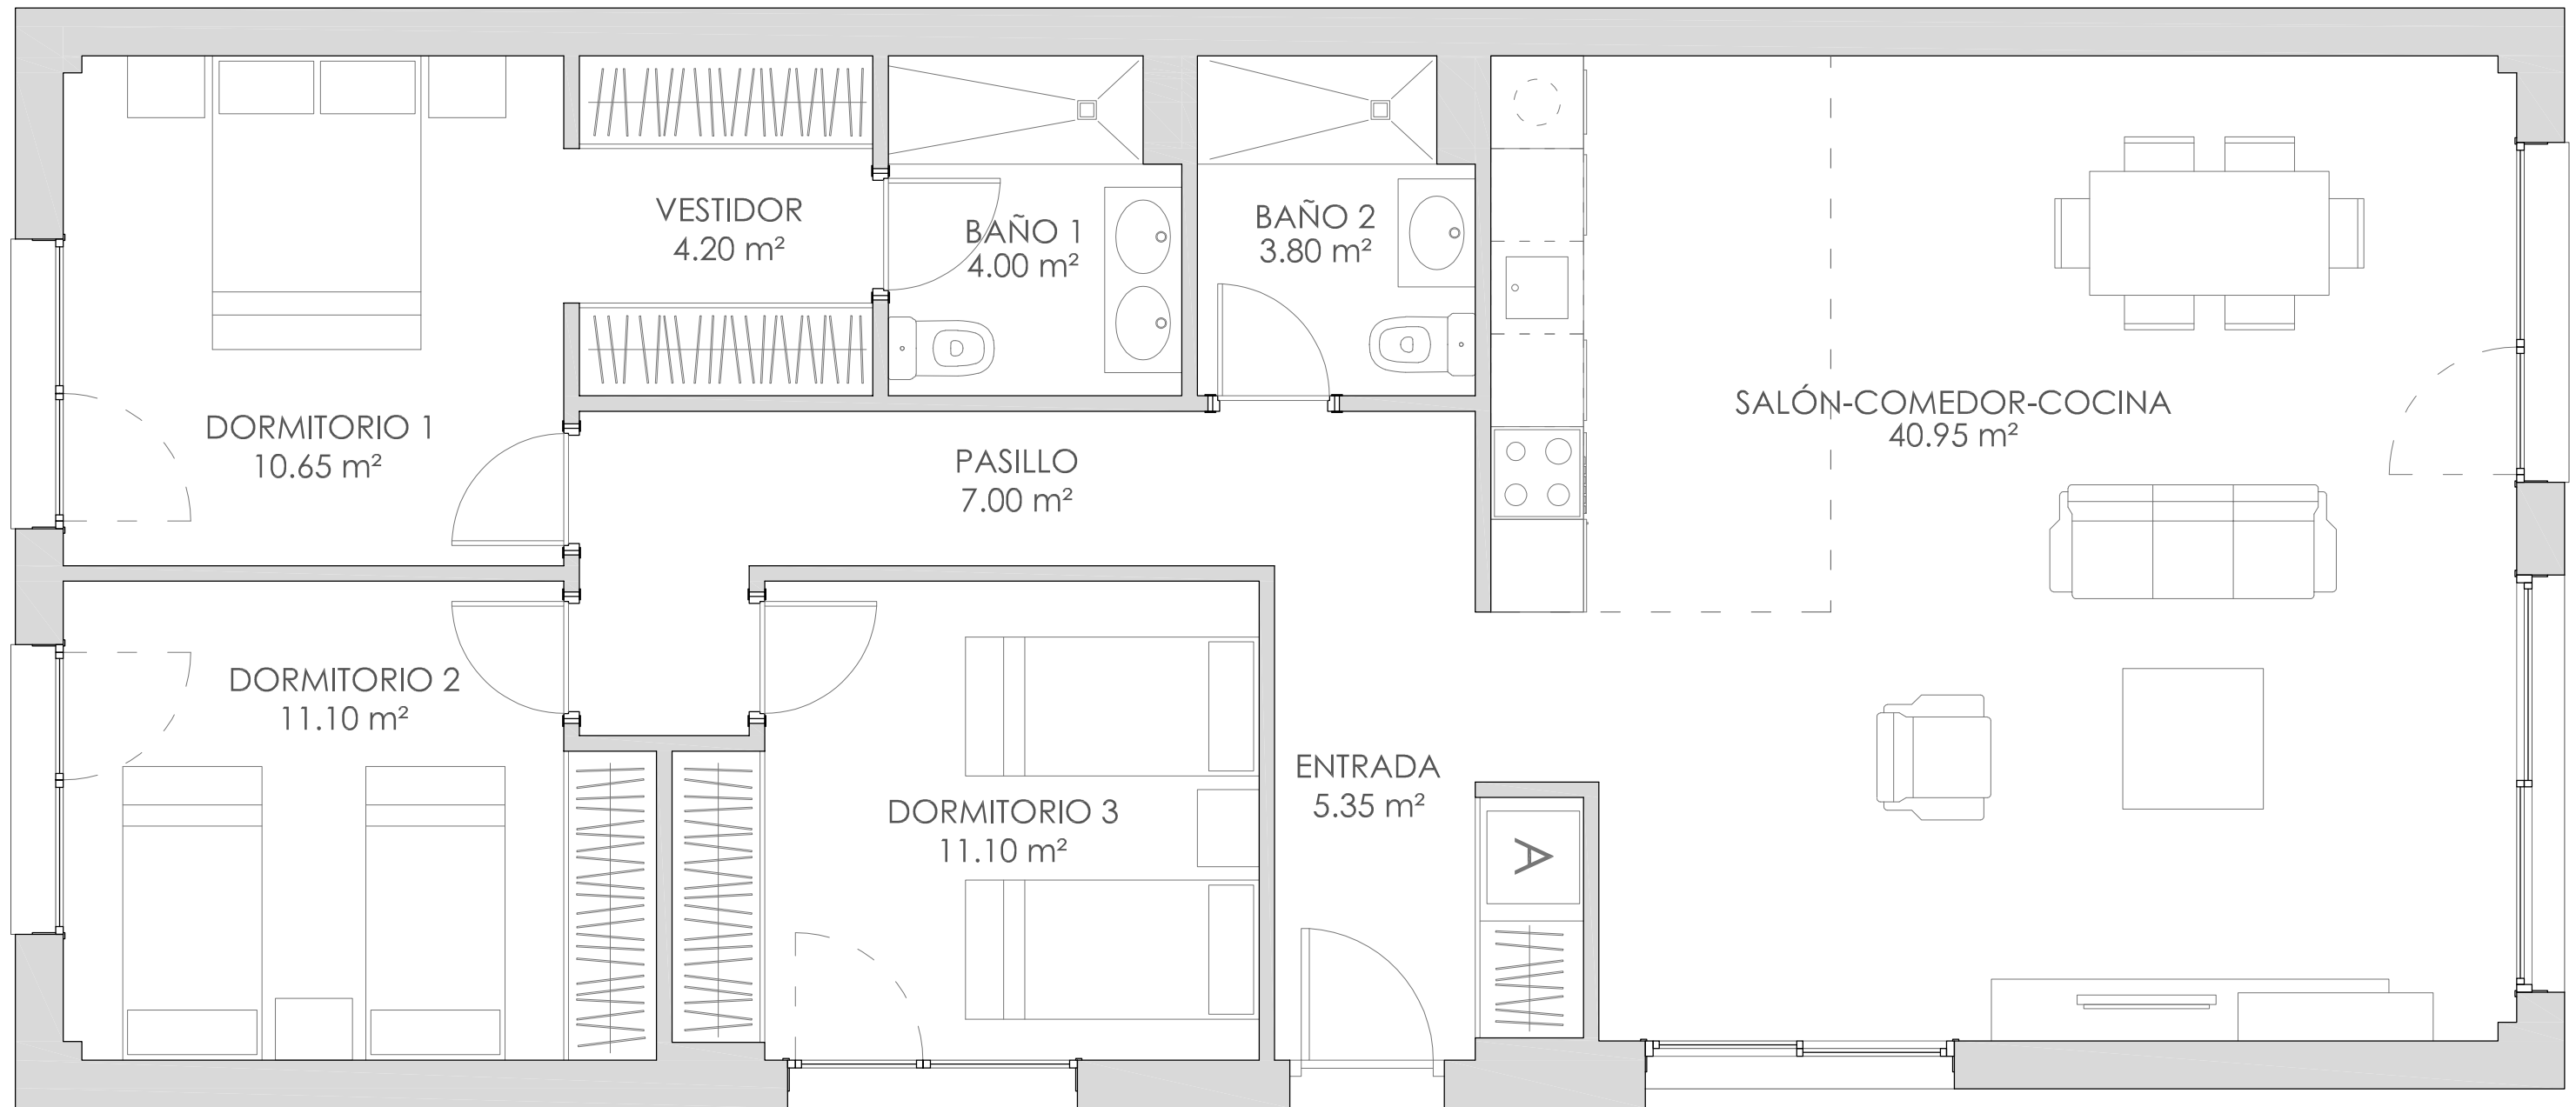 VESTIDOR
4.20 m²
BAÑO 1
4.00 m²
BAÑO 2
3.80 m²
DORMITORIO 1
10.65 m²
PASILLO
7.00 m²
SALÓN-COMEDOR-COCINA
40.95 m²
DORMITORIO 2
11.10 m²
DORMITORIO 3
11.10 m²
ENTRADA
5.35 m²
A